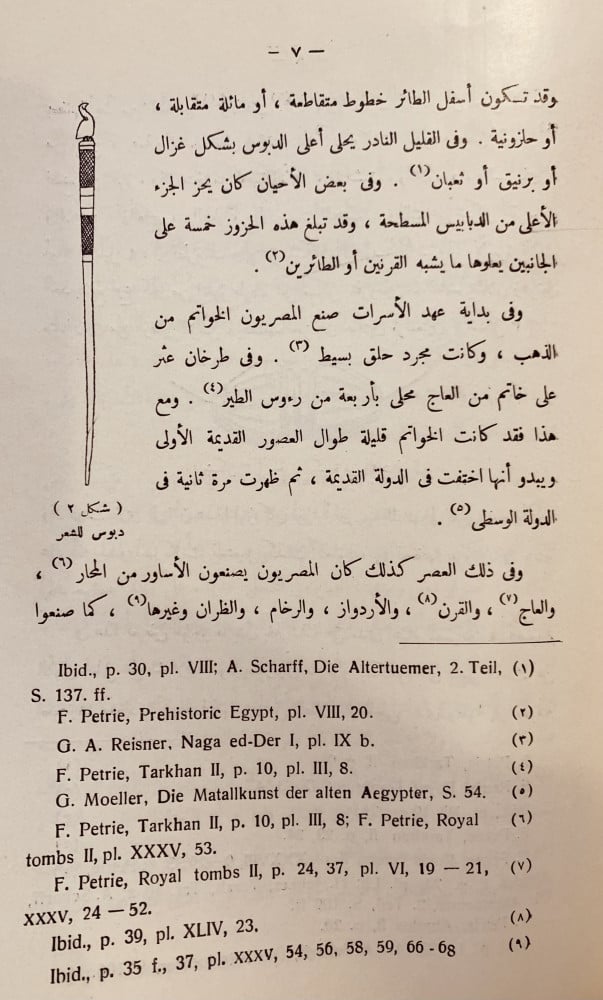 — ٧ —
وقد تكون أسفل الطائر خطوط متقاطعة ، أو مائلة متقابلة ،
أو حلزونية . وفى القليل النادر يحلى أعلى الدبوس بشكل غزال
أو برنيق أو ثعبان(١) . وفى بعض الأحيان كان يحز الجزء
الأعلى من الدبابيس المسطحة ، وقد تبلغ هذه الحزوز خمسة على
الجانبين يعلوها ما يشبه القرنين أو الطائرين(٢) .
وفى بداية عهد الأسرات صنع المصريون الخواتم من
الذهب ، وكانت مجرد حلق بسيط (٣) . وفى طرخان عثر
على خاتم من العاج محلى بأربعة من رءوس الطير(٤) . ومع
هذا فقد كانت الخواتم قليلة طوال العصور القديمة الأولى
ويبدو أنها اختفت فى الدولة القديمة ، ثم ظهرت مرة ثانية فى
الدولة الوسطى(٥) .
( شكل ٢ )
دبوس للشعر
وفى ذلك العصر كذلك كان المصريون يصنعون الأساور من المحار(٦) ،
والعاج(٧) ، والقرن(٨) ، والأردواز ، والرخام ، والظران وغيرها(٩) ، كما صنعوا
(١) Ibid., p. 30, pl. VIII; A. Scharff, Die Altertuemer, 2. Teil,
S. 137. ff.
(٢) F. Petrie, Prehistoric Egypt, pl. VIII, 20.
(٣) G. A. Reisner. Naga ed-Der I, pl. IX b.
(٤) F. Petrie, Tarkhan II, p. 10, pl. III, 8.
(٥) G. Moeller, Die Matallkunst der alten Aegypter, S. 54.
(٦) F. Petrie, Tarkhan II, p. 10, pl. III, 8; F. Petrie, Royal
tombs II, pl. XXXV, 53.
(٧) F. Petrie, Royal tombs II, p. 24, 37, pl. VI, 19 — 21,
XXXV, 24 — 52.
(٨) Ibid., p. 39, pl. XLIV, 23.
(٩) Ibid., p. 35 f., 37, pl. XXXV, 54, 56, 58, 59, 66 - 68